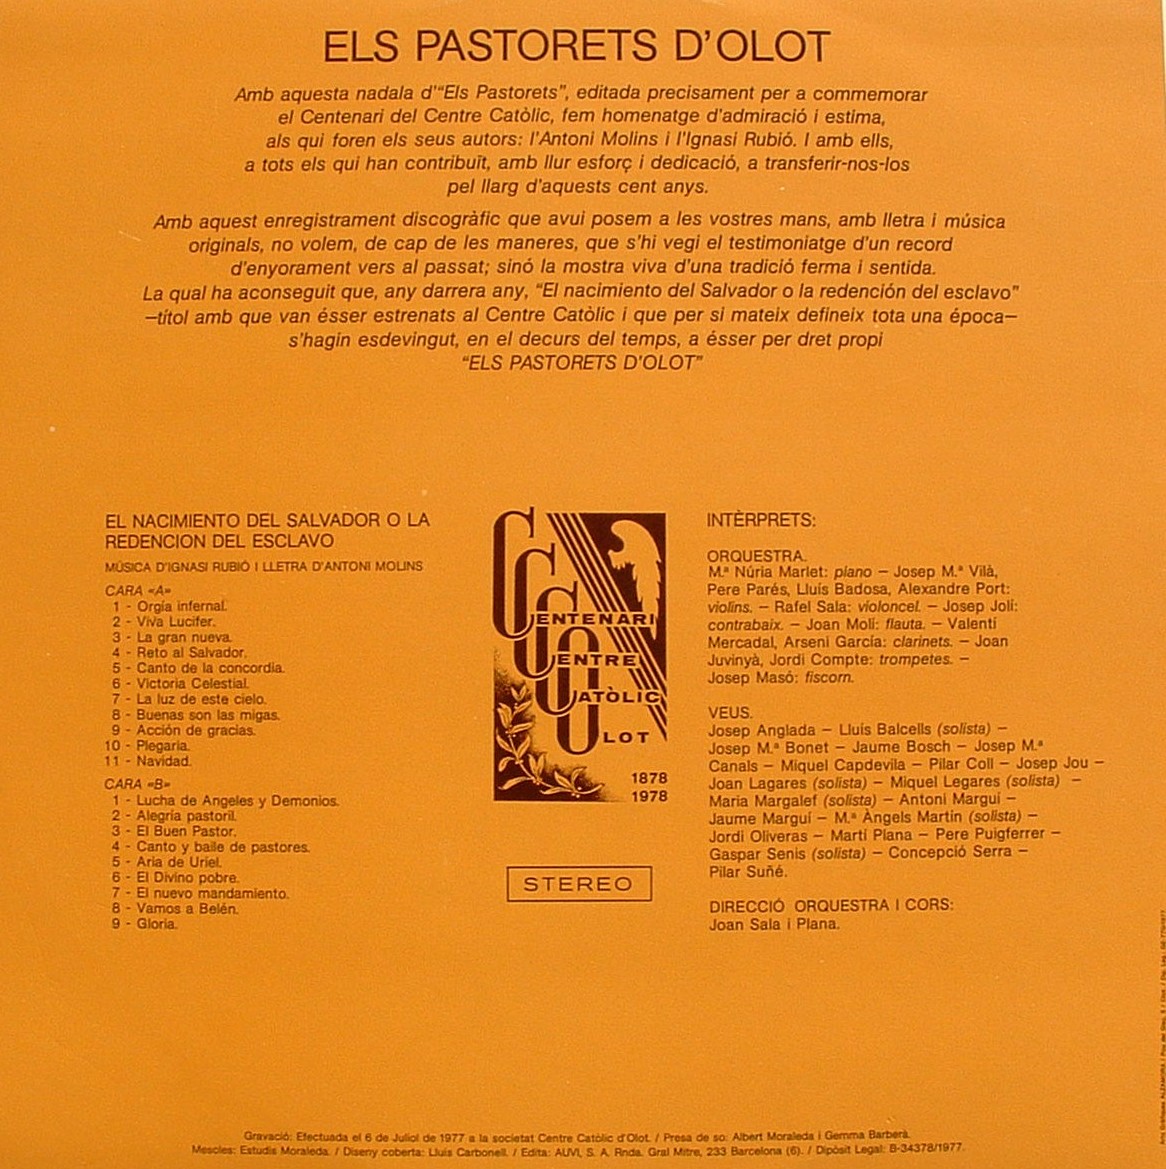 ELS PASTORETS D'OLOT
Amb aquesta nadala d'"Els Pastorets", editada precisament per a commemorar
el Centenari del Centre Catòlic, fem homenatge d'admiració i estima,
als qui foren els seus autors: l'Antoni Molins i l'Ignasi Rubió. I amb ells,
a tots els qui han contribuït, amb llur esforç i dedicació, a transferir-nos-los
pel llarg d'aquests cent anys.
Amb aquest enregistrament discogràfic que avui posem a les vostres mans, amb lletra i música
originals, no volem, de cap de les maneres, que s'hi vegi el testimoniatge d'un record
d'enyorament vers al passat; sinó la mostra viva d'una tradició ferma i sentida.
La qual ha aconseguit que, any darrera any, "El nacimiento del Salvador o la redención del esclavo"
—títol amb que van ésser estrenats al Centre Catòlic i que per si mateix defineix tota una època—
s'hagin esdevingut, en el decurs del temps, a ésser per dret propi
"ELS PASTORETS D'OLOT"
EL NACIMIENTO DEL SALVADOR O LA
REDENCION DEL ESCLAVO
MÚSICA D'IGNASI RUBIÓ I LLETRA D'ANTONI MOLINS
CARA «A»
1 - Orgía infernal.
2 - Viva Lucifer.
3 - La gran nueva.
4 - Reto al Salvador.
5 - Canto de la concordia.
6 - Victoria Celestial.
7 - La luz de este cielo.
8 - Buenas son las migas.
9 - Acción de gracias.
10 - Plegaria.
11 - Navidad.
CARA «B»
1 - Lucha de Angeles y Demonios.
2 - Alegría pastoril.
3 - El Buen Pastor.
4 - Canto y baile de pastores.
5 - Aria de Uriel.
6 - El Divino pobre.
7 - El nuevo mandamiento.
8 - Vamos a Belén.
9 - Gloria.
CENTENARI
CENTRE
CATÒLIC
OLOT
1878
1978
STEREO
INTÈRPRETS:
ORQUESTRA.
M.ª Núria Marlet: piano — Josep M.ª Vilà,
Pere Parés, Lluís Badosa, Alexandre Port:
violins. — Rafel Sala: violoncel. — Josep Jolí:
contrabaix. — Joan Molí: flauta. — Valentí
Mercadal, Arseni García: clarinets. — Joan
Juvinyà, Jordi Compte: trompetes. —
Josep Masó: fiscorn.
VEUS.
Josep Anglada — Lluís Balcells (solista) —
Josep M.ª Bonet — Jaume Bosch — Josep M.ª
Canals — Miquel Capdevila — Pilar Coll — Josep Jou —
Joan Lagares (solista) — Miquel Legares (solista) —
Maria Margalef (solista) — Antoni Marguí —
Jaume Marguí — M.ª Àngels Martín (solista) —
Jordi Oliveras — Martí Plana — Pere Puigferrer —
Gaspar Senis (solista) — Concepció Serra —
Pilar Suñé.
DIRECCIÓ ORQUESTRA I CORS:
Joan Sala i Plana.
Gravació: Efectuada el 6 de Juliol de 1977 a la societat Centre Catòlic d'Olot. / Presa de so: Albert Moraleda i Gemma Barberà.
Mescles: Estudis Moraleda. / Diseny coberta: Lluís Carbonell. / Edita: AUVI, S. A. Rnda. Gral Mitre, 233 Barcelona (6). / Dipòsit Legal: B-34378/1977.